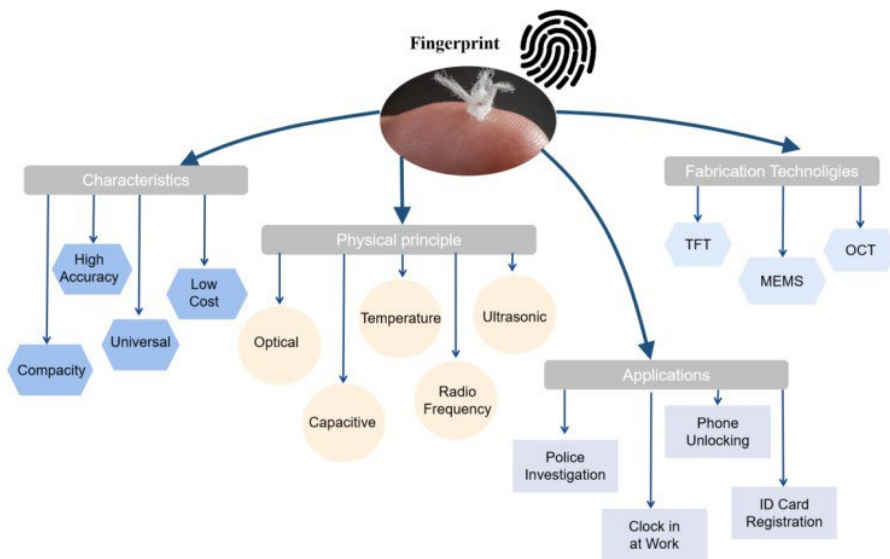 Fingerprint
Characteristics
High
Accuracy
Low
Cost
Universal
Compacity
Physical principle
Optical
Temperature
Ultrasonic
Capacitive
Radio
Frequency
Applications
Police
Investigation
Phone
Unlocking
Clock in
at Work
ID Card
Registration
Fabrication Technoligies
TFT
MEMS
OCT